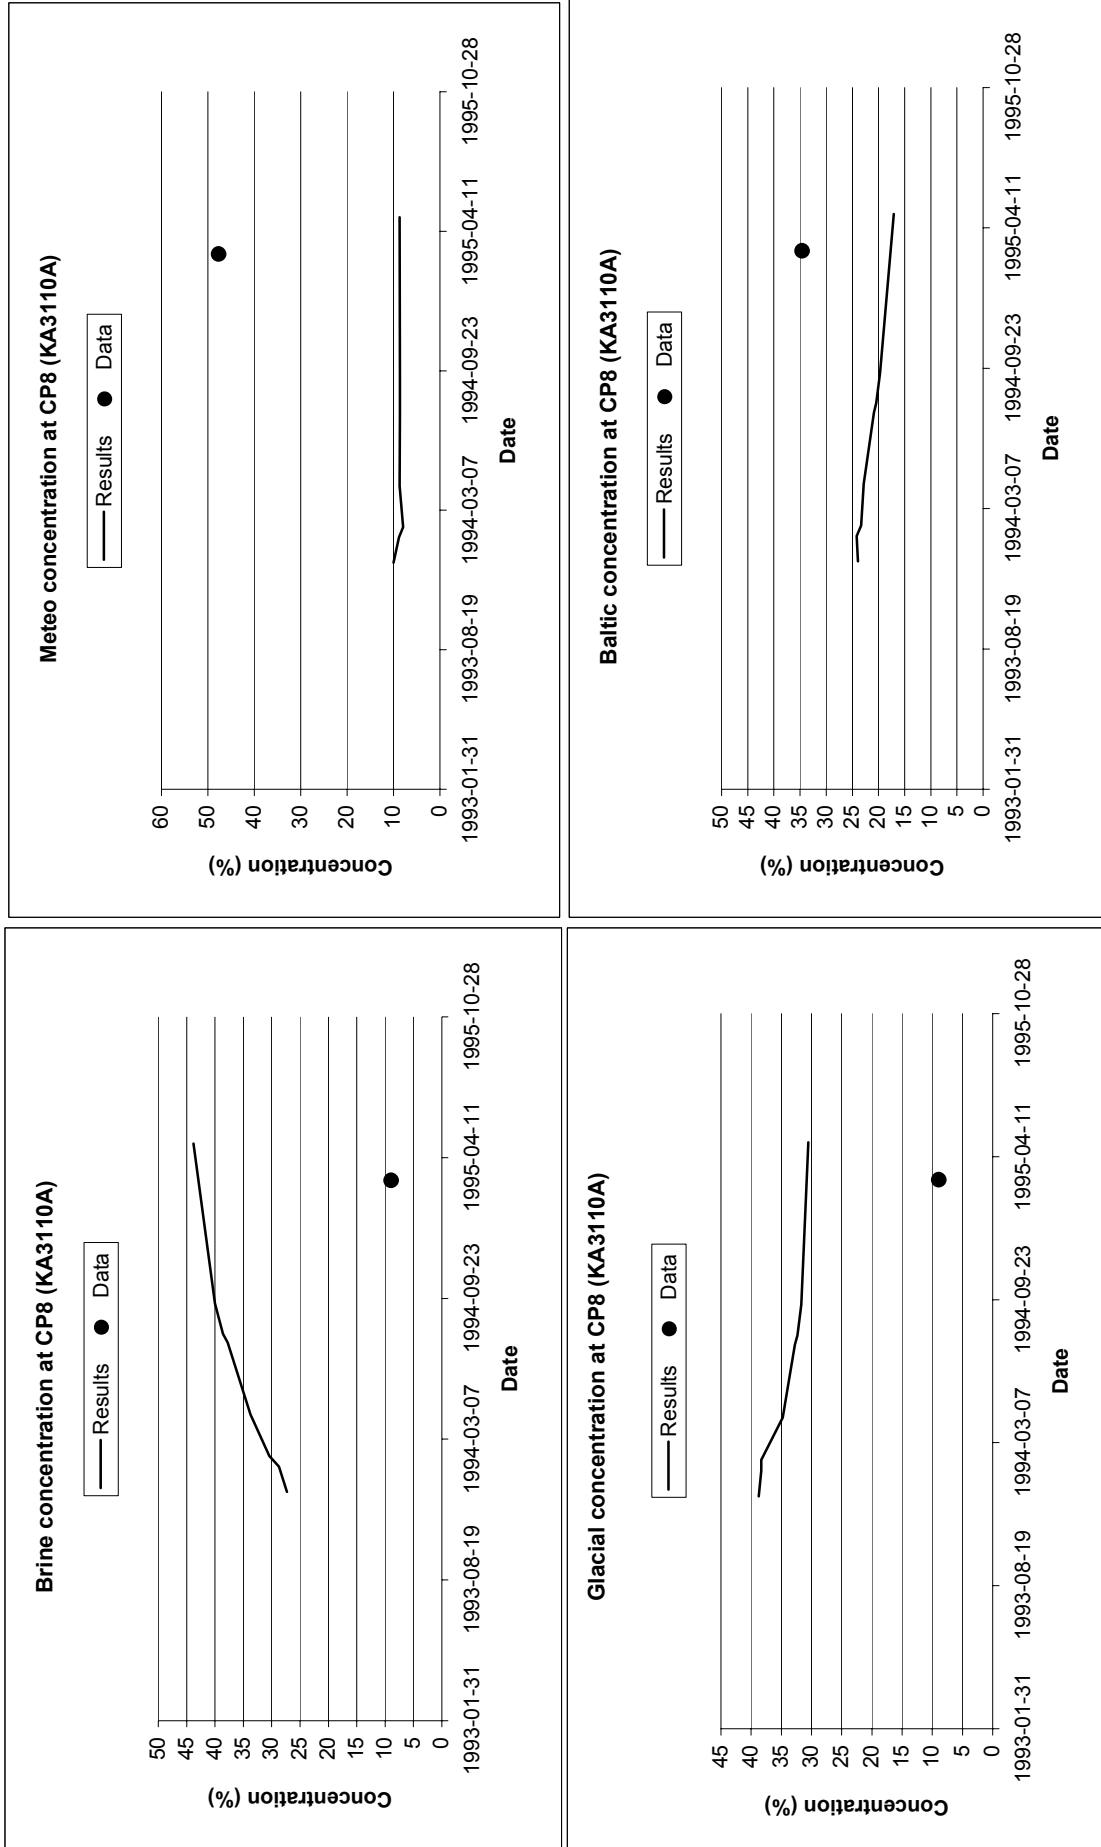 Brine concentration at CP8 (KA3110A)
Results Data
Concentration (%)
50
45
40
35
30
25
20
15
10
5
0
1993-01-31 1993-08-19 1994-03-07 1994-09-23 1995-04-11 1995-10-28
Date
Meteo concentration at CP8 (KA3110A)
Results Data
Concentration (%)
60
50
40
30
20
10
0
1993-01-31 1993-08-19 1994-03-07 1994-09-23 1995-04-11 1995-10-28
Date
Glacial concentration at CP8 (KA3110A)
Results Data
Concentration (%)
45
40
35
30
25
20
15
10
5
0
1993-01-31 1993-08-19 1994-03-07 1994-09-23 1995-04-11 1995-10-28
Date
Baltic concentration at CP8 (KA3110A)
Results Data
Concentration (%)
50
45
40
35
30
25
20
15
10
5
0
1993-01-31 1993-08-19 1994-03-07 1994-09-23 1995-04-11 1995-10-28
Date